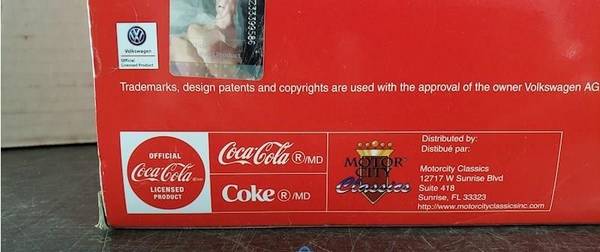 233399586
Volkswagen
Official
Licensed Product
Trademarks, design patents and copyrights are used with the approval of the owner Volkswagen AG
OFFICIAL
Coca-Cola
LICENSED
PRODUCT
Coca-Cola ®/MD
Coke ®/MD
MOTOR
CITY
Classics
Distributed by:
Distibué par:
Motorcity Classics
12717 W Sunrise Blvd
Suite 418
Sunrise, FL 33323
http://www.motorcityclassicsinc.com